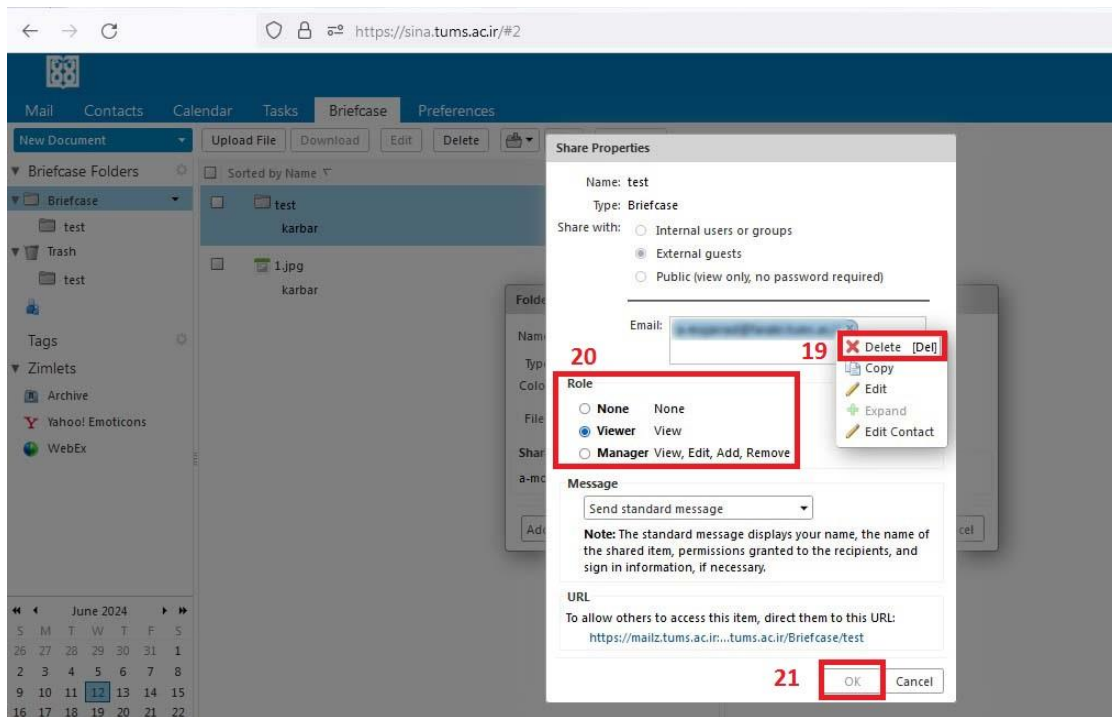 https://sina.tums.ac.ir/#2
Mail Contacts Calendar Tasks Briefcase Preferences
New Document
Upload File Download Edit Delete
Briefcase Folders
Sorted by Name
Briefcase
test
Trash
test
Tags
Zimlets
Archive
Yahoo! Emoticons
WebEx
test
karbar
1.jpg
karbar
Share Properties
Name: test
Type: Briefcase
Share with: Internal users or groups
External guests
Public (view only, no password required)
Email:
19
Delete [Del]
Copy
Edit
Expand
Edit Contact
20
Role
None None
Viewer View
Manager View, Edit, Add, Remove
Message
Send standard message
Note: The standard message displays your name, the name of
the shared item, permissions granted to the recipients, and
sign in information, if necessary.
URL
To allow others to access this item, direct them to this URL:
https://mailz.tums.ac.ir:...tums.ac.ir/Briefcase/test
21
OK Cancel
June 2024
S M T W T F S
26 27 28 29 30 31 1
2 3 4 5 6 7 8
9 10 11 12 13 14 15
16 17 18 19 20 21 22